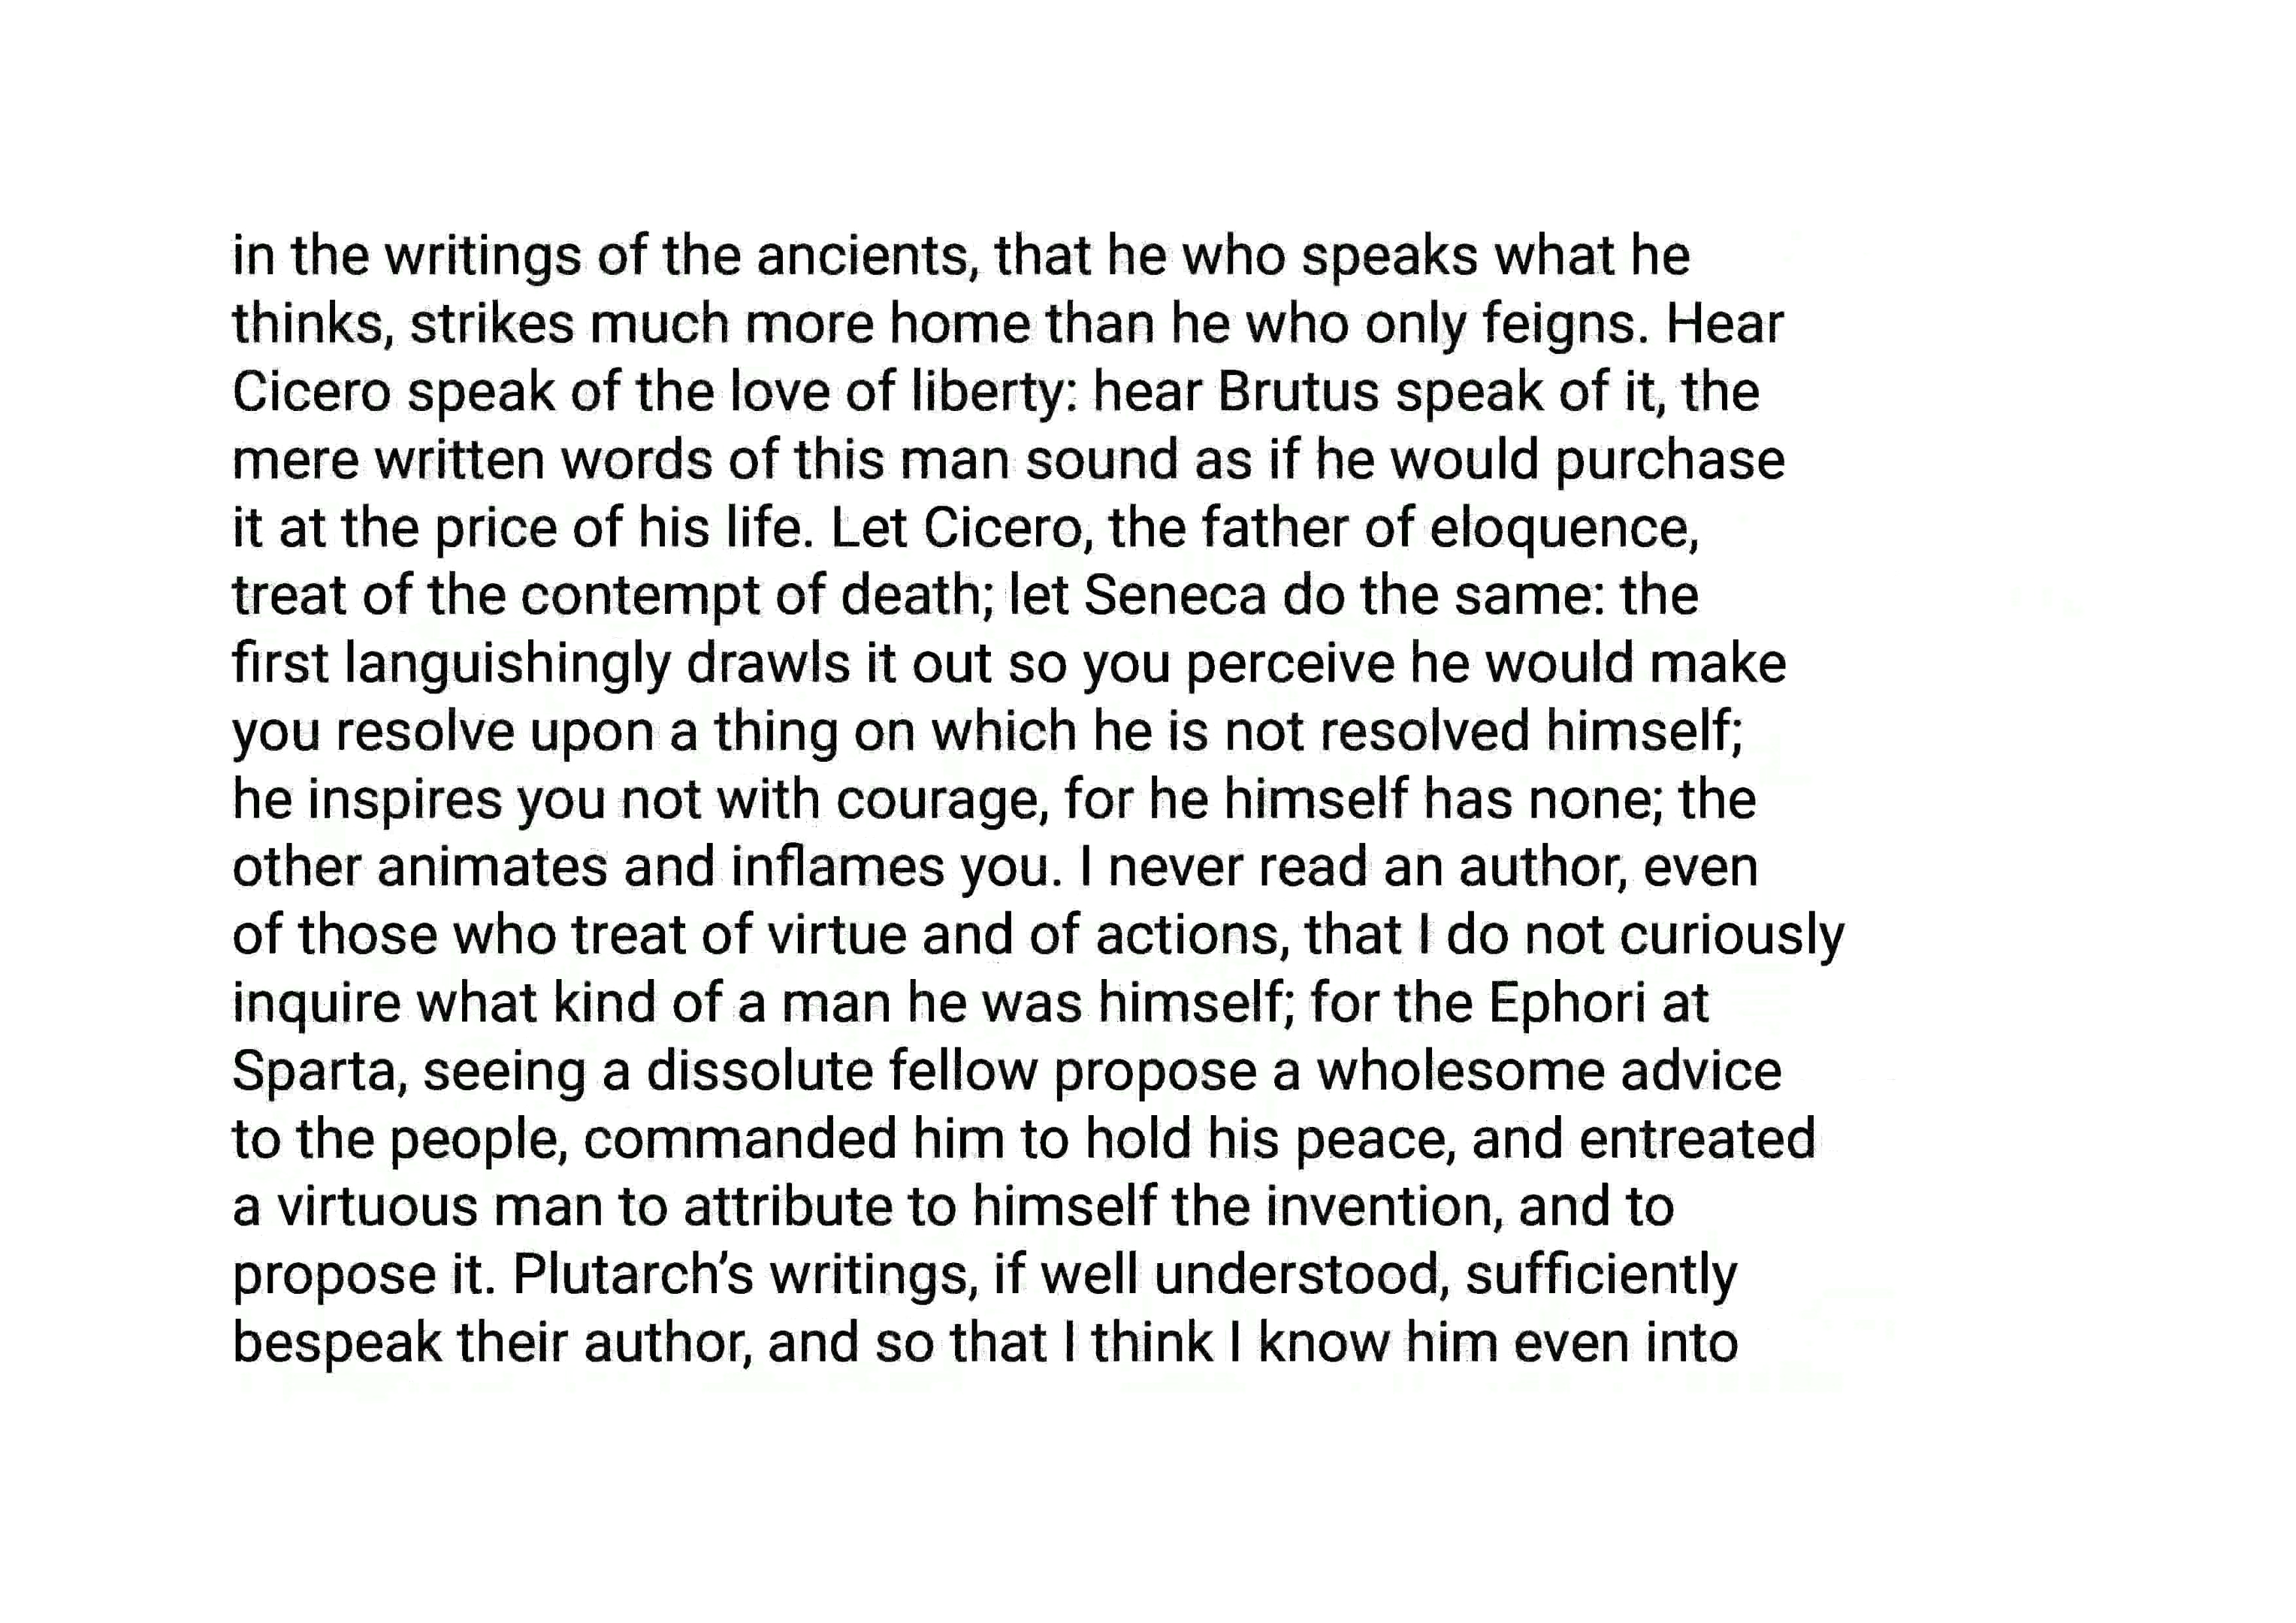 in the writings of the ancients, that he who speaks what he
thinks, strikes much more home than he who only feigns. Hear
Cicero speak of the love of liberty: hear Brutus speak of it, the
mere written words of this man sound as if he would purchase
it at the price of his life. Let Cicero, the father of eloquence,
treat of the contempt of death; let Seneca do the same: the
first languishingly drawls it out so you perceive he would make
you resolve upon a thing on which he is not resolved himself;
he inspires you not with courage, for he himself has none; the
other animates and inflames you. I never read an author, even
of those who treat of virtue and of actions, that I do not curiously
inquire what kind of a man he was himself; for the Ephori at
Sparta, seeing a dissolute fellow propose a wholesome advice
to the people, commanded him to hold his peace, and entreated
a virtuous man to attribute to himself the invention, and to
propose it. Plutarch’s writings, if well understood, sufficiently
bespeak their author, and so that I think I know him even into